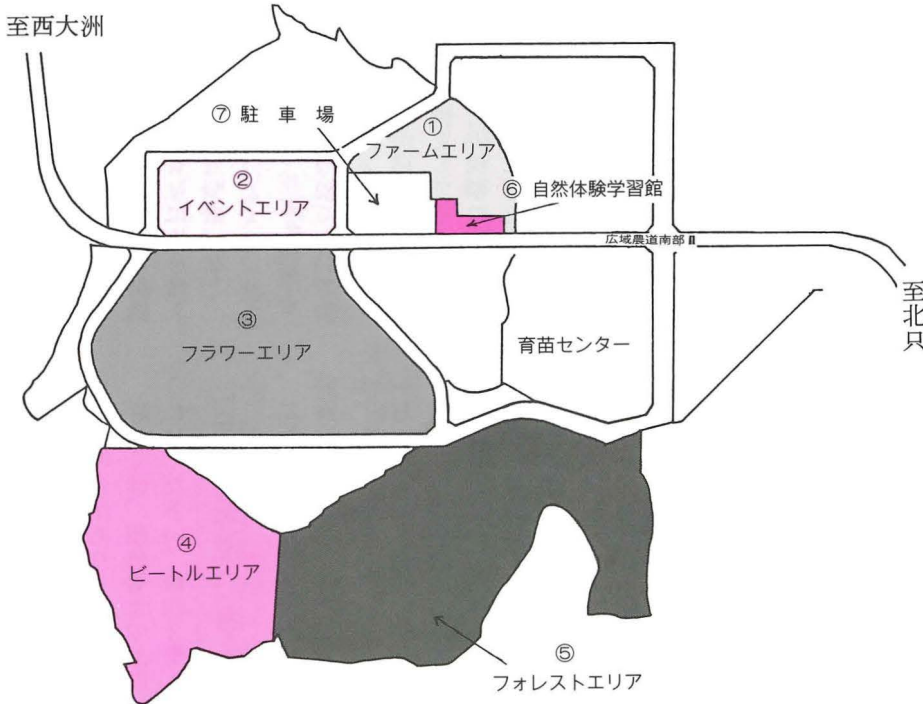 至西大洲
⑦ 駐車場
①
ファームエリア
②
イベントエリア
⑥ 自然体験学習館
広域農道南部
至北只
③
フラワーエリア
育苗センター
④
ビートルエリア
⑤
フォレストエリア